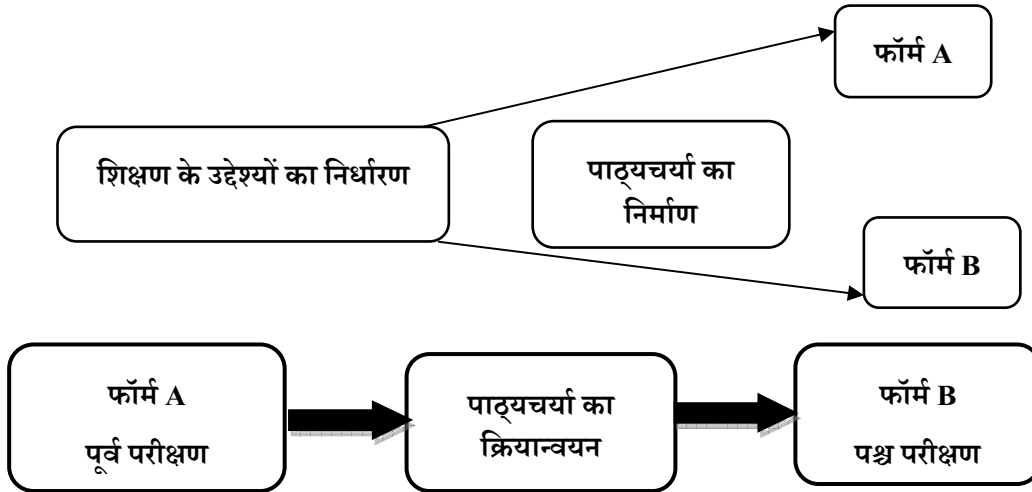 फॉर्म A
शिक्षण के उद्देश्यों का निर्धारण
पाठ्यचर्या का
निर्माण
फॉर्म B
फॉर्म A
पूर्व परीक्षण
पाठ्यचर्या का
क्रियान्वयन
फॉर्म B
पश्च परीक्षण